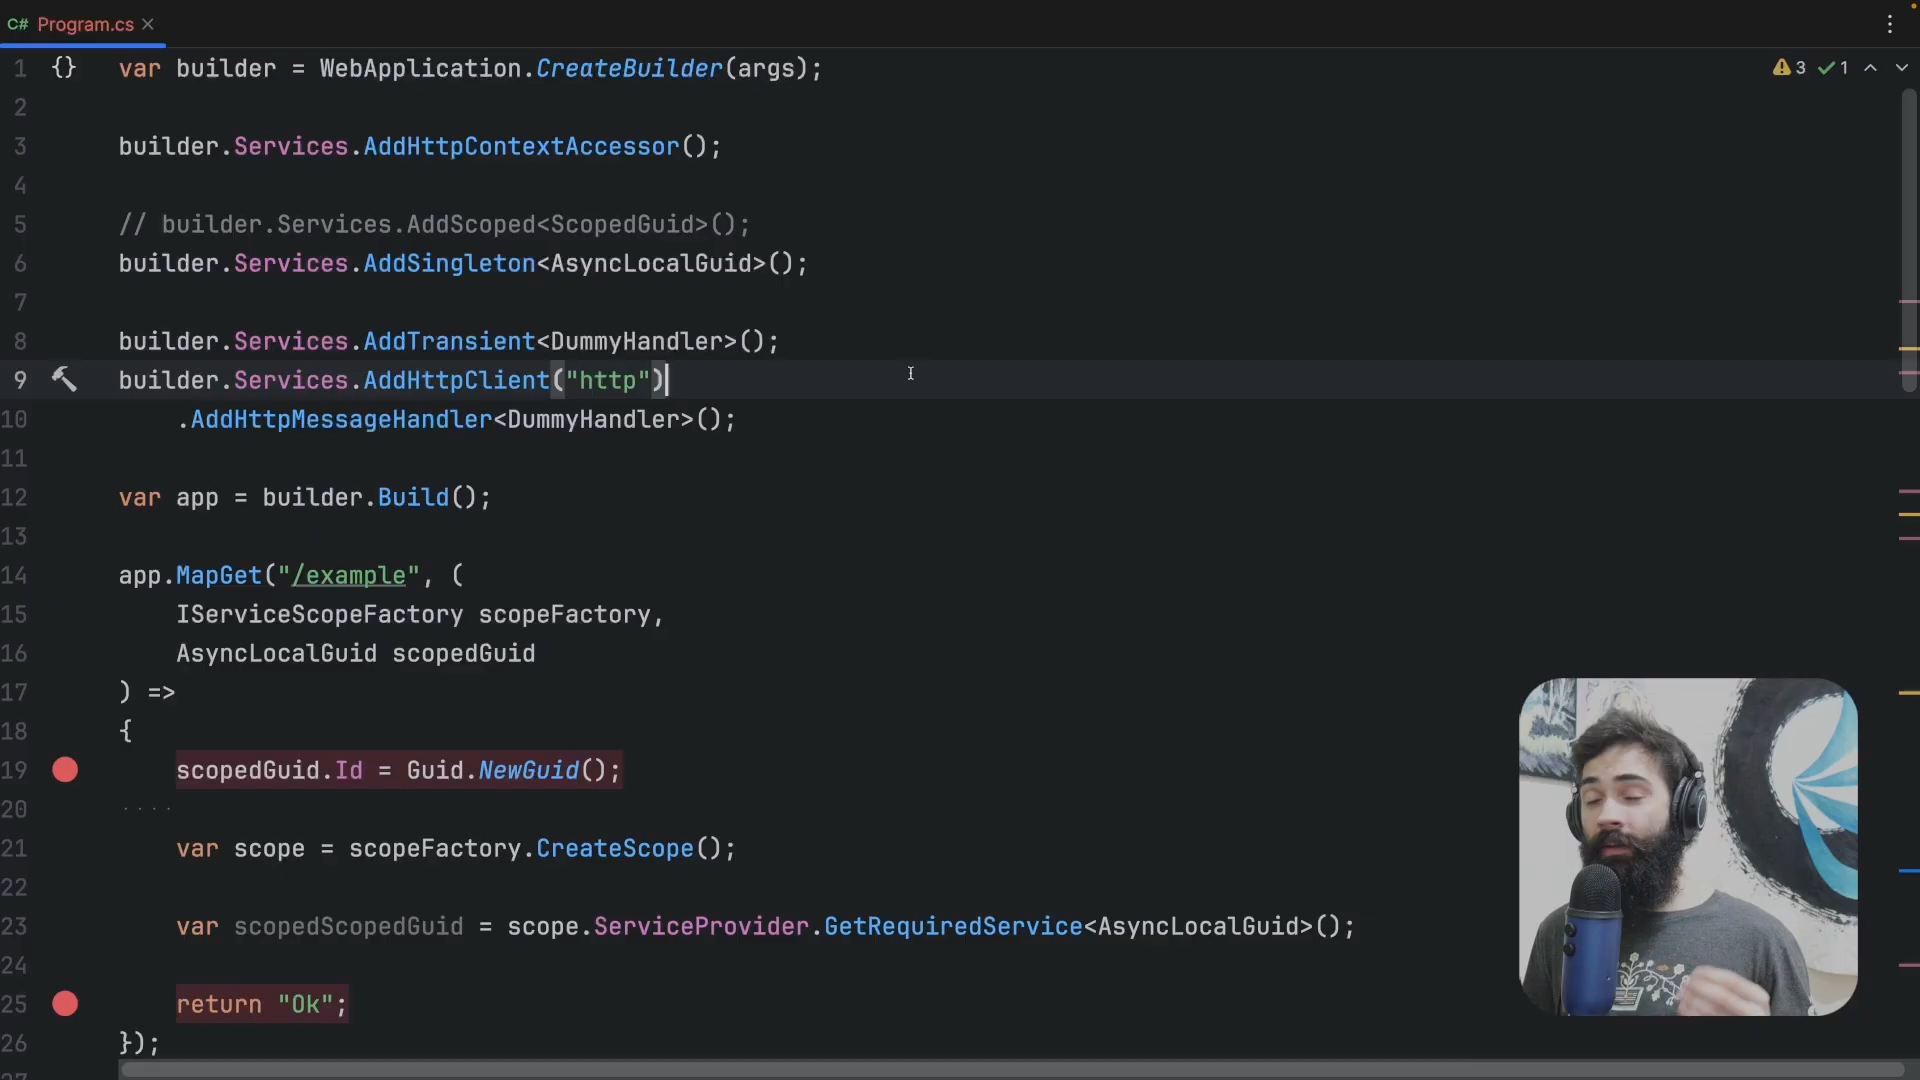 C# Program.cs
3 1
1 {} var builder = WebApplication.CreateBuilder(args);
2
3 builder.Services.AddHttpContextAccessor();
4
5 // builder.Services.AddScoped<ScopedGuid>();
6 builder.Services.AddSingleton<AsyncLocalGuid>();
7
8 builder.Services.AddTransient<DummyHandler>();
9 builder.Services.AddHttpClient("http")
10 .AddHttpMessageHandler<DummyHandler>();
11
12 var app = builder.Build();
13
14 app.MapGet("/example", (
15 IServiceScopeFactory scopeFactory,
16 AsyncLocalGuid scopedGuid
17 ) =>
18 {
19 scopedGuid.Id = Guid.NewGuid();
20
21 var scope = scopeFactory.CreateScope();
22
23 var scopedScopedGuid = scope.ServiceProvider.GetRequiredService<AsyncLocalGuid>();
24
25 return "Ok";
26 });
27